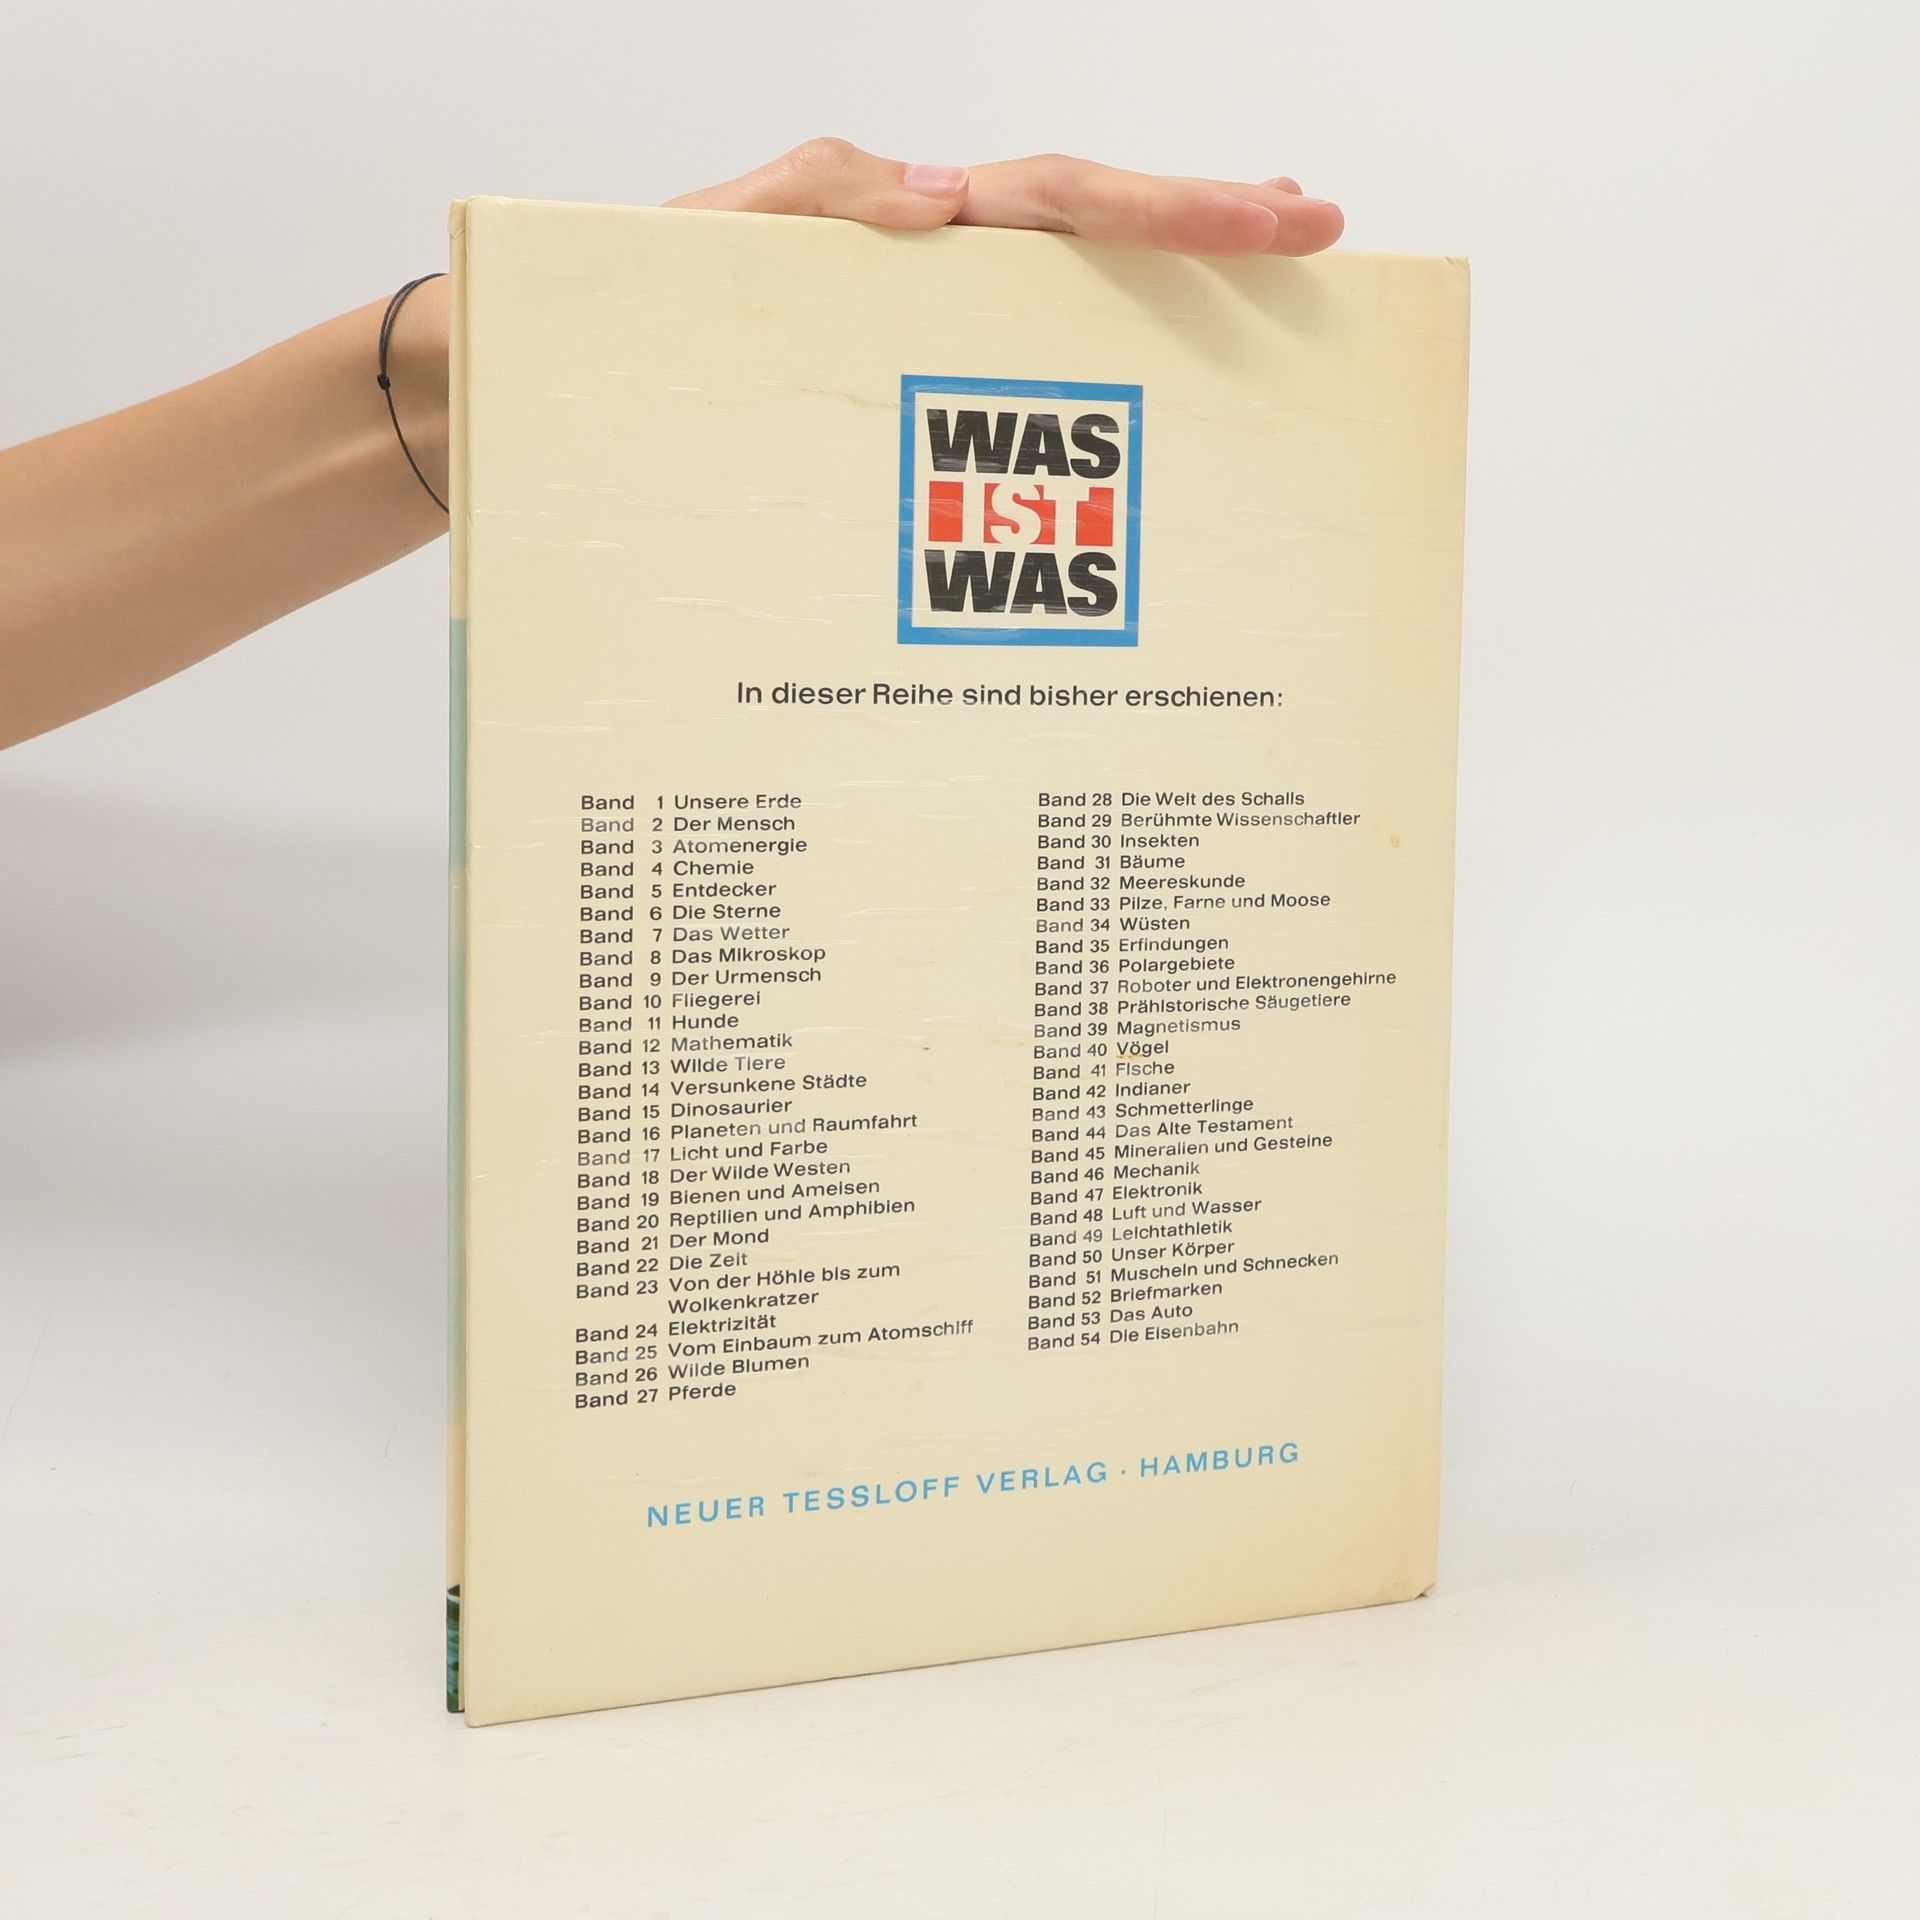 WAS
IST
WAS
In dieser Reihe sind bisher erschienen:
Band 1 Unsere Erde
Band 2 Der Mensch
Band 3 Atomenergie
Band 4 Chemie
Band 5 Entdecker
Band 6 Die Sterne
Band 7 Das Wetter
Band 8 Das Mikroskop
Band 9 Der Urmensch
Band 10 Fliegerei
Band 11 Hunde
Band 12 Mathematik
Band 13 Wilde Tiere
Band 14 Versunkene Städte
Band 15 Dinosaurier
Band 16 Planeten und Raumfahrt
Band 17 Licht und Farbe
Band 18 Der Wilde Westen
Band 19 Bienen und Ameisen
Band 20 Reptilien und Amphibien
Band 21 Der Mond
Band 22 Die Zeit
Band 23 Von der Höhle bis zum
Wolkenkratzer
Band 24 Elektrizität
Band 25 Vom Einbaum zum Atomschiff
Band 26 Wilde Blumen
Band 27 Pferde
Band 28 Die Welt des Schalls
Band 29 Berühmte Wissenschaftler
Band 30 Insekten
Band 31 Bäume
Band 32 Meereskunde
Band 33 Pilze, Farne und Moose
Band 34 Wüsten
Band 35 Erfindungen
Band 36 Polargebiete
Band 37 Roboter und Elektronengehirne
Band 38 Prähistorische Säugetiere
Band 39 Magnetismus
Band 40 Vögel
Band 41 Fische
Band 42 Indianer
Band 43 Schmetterlinge
Band 44 Das Alte Testament
Band 45 Mineralien und Gesteine
Band 46 Mechanik
Band 47 Elektronik
Band 48 Luft und Wasser
Band 49 Leichtathletik
Band 50 Unser Körper
Band 51 Muscheln und Schnecken
Band 52 Briefmarken
Band 53 Das Auto
Band 54 Die Eisenbahn
NEUER TESSLOFF VERLAG · HAMBURG